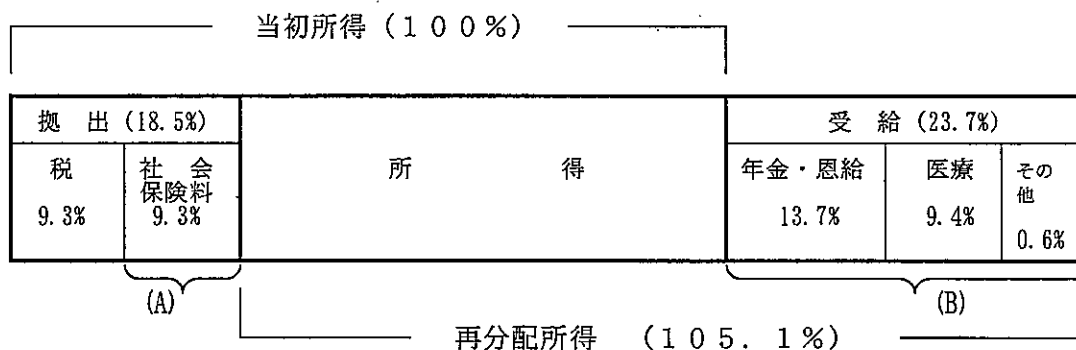 当初所得（１００％）
拠　出 (18.5%)
受　給 (23.7%)
税
9.3%
社　会
保険料
9.3%
所　得
年金・恩給
13.7%
医療
9.4%
その
他
0.6%
(A)
(B)
再分配所得　（１０５．１％）